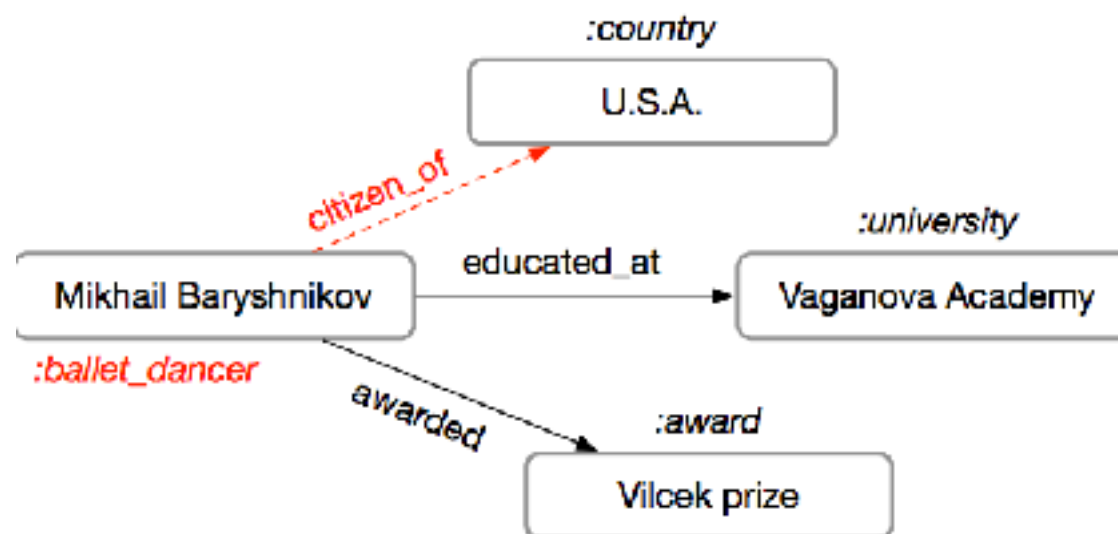 :country
U.S.A.
citizen_of
:university
educated_at
Mikhail Baryshnikov
Vaganova Academy
:ballet_dancer
awarded
:award
Vilcek prize